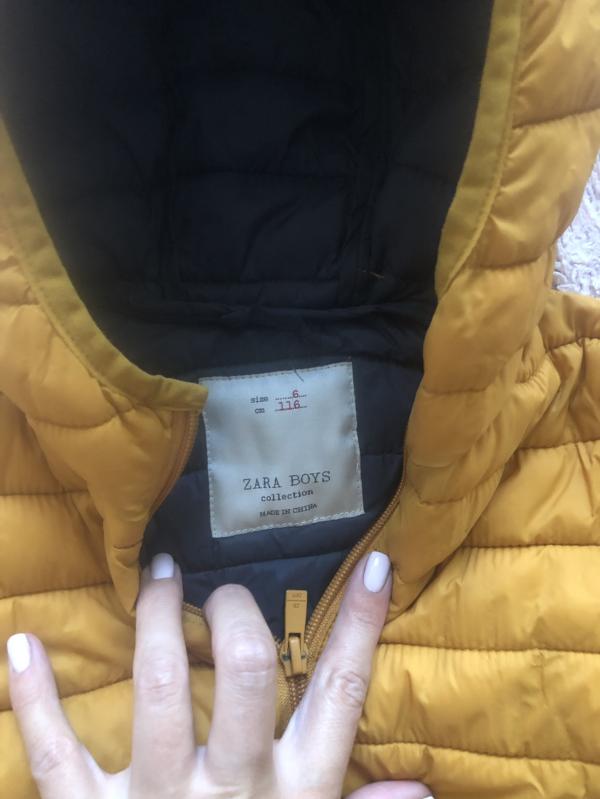 size ......6...
cm 116
ZARA BOYS
collection
MADE IN CHINA